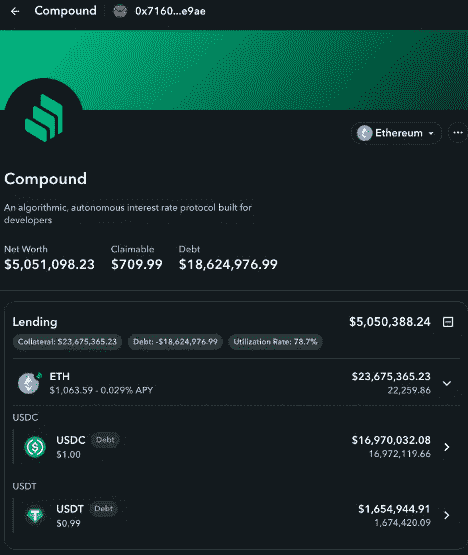 Compound 0x7160...e9ae
Ethereum
Compound
An algorithmic, autonomous interest rate protocol built for
developers
Net Worth Claimable Debt
$5,051,098.23 $709.99 $18,624,976.99
Lending $5,050,388.24
Collateral: $23,675,365.23 Debt: -$18,624,976.99 Utilization Rate: 78.7%
ETH $23,675,365.23
$1,063.59 - 0.029% APY 22,259.86
USDC
USDC Debt $16,970,032.08
$1.00 16,972,119.66
USDT
USDT Debt $1,654,944.91
$0.99 1,674,420.09